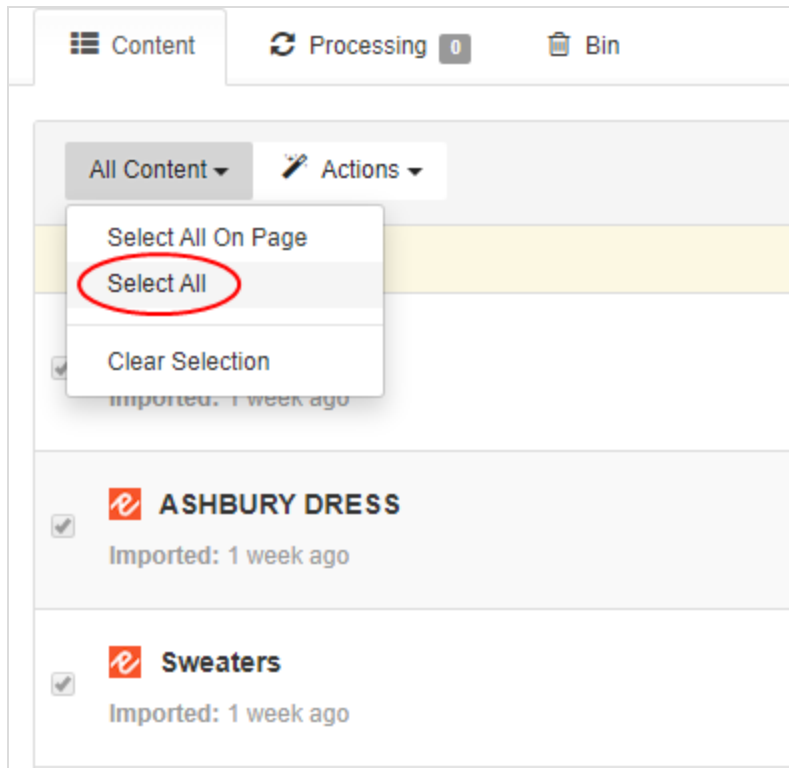 Content Processing 0 Bin
All Content Actions
Select All On Page
Select All
Clear Selection
Imported: 1 week ago
ASHBURY DRESS
Imported: 1 week ago
Sweaters
Imported: 1 week ago